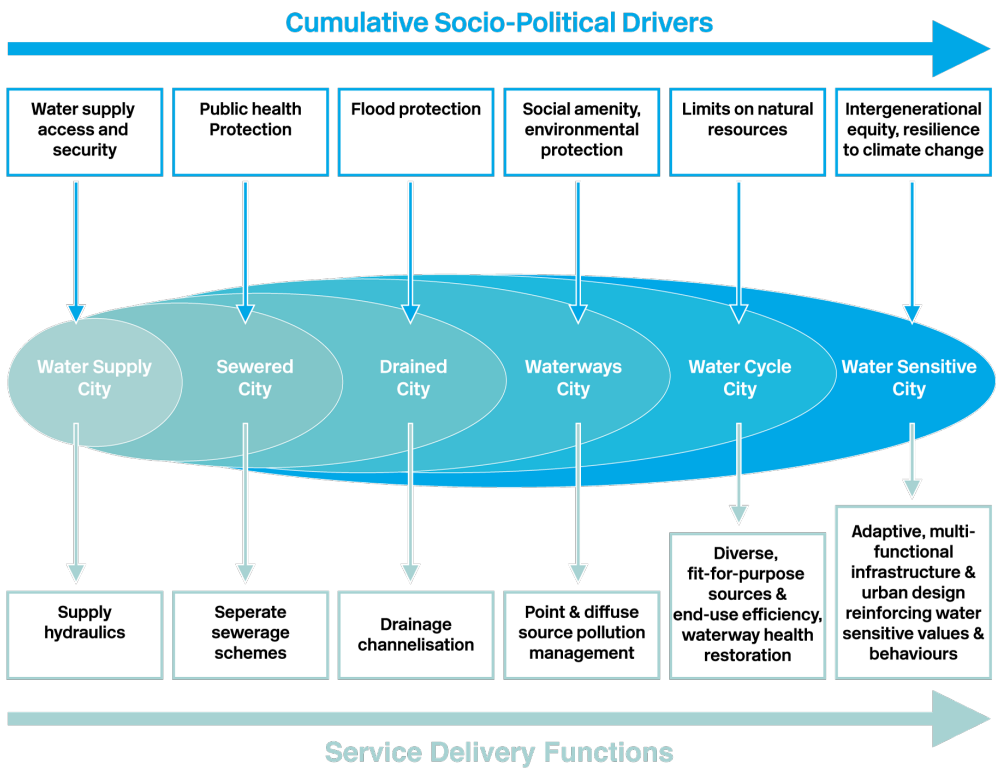 Cumulative Socio-Political Drivers
Water supply
access and
security
Public health
Protection
Flood protection
Social amenity,
environmental
protection
Limits on natural
resources
Intergenerational
equity, resilience
to climate change
Water Supply
City
Sewered
City
Drained
City
Waterways
City
Water Cycle
City
Water Sensitive
City
Supply
hydraulics
Seperate
sewerage
schemes
Drainage
channelisation
Point & diffuse
source pollution
management
Diverse,
fit-for-purpose
sources &
end-use efficiency,
waterway health
restoration
Adaptive, multi-
functional
infrastructure &
urban design
reinforcing water
sensitive values &
behaviours
Service Delivery Functions